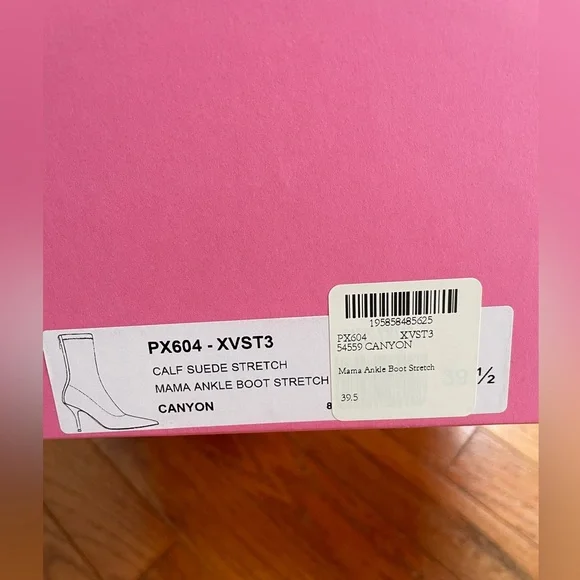 PX604 - XVST3
CALF SUEDE STRETCH
MAMA ANKLE BOOT STRETCH
CANYON 8
39 ½
195858485625
PX604 XVST3
54559 CANYON
Mama Ankle Boot Stretch
39.5